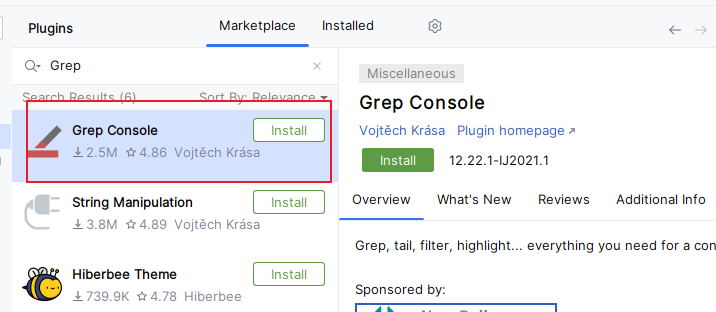 Plugins
Marketplace
Installed
Grep
Search Results (6)
Sort By: Relevance
Grep Console
Install
2.5M
4.86
Vojtěch Krása
String Manipulation
Install
3.8M
4.89
Vojtěch Krása
Hiberbee Theme
Install
739.9K
4.78
Hiberbee
Miscellaneous
Grep Console
Vojtěch Krása
Plugin homepage
Install
12.22.1-IJ2021.1
Overview
What's New
Reviews
Additional Info
Grep, tail, filter, highlight... everything you need for a con
Sponsored by: